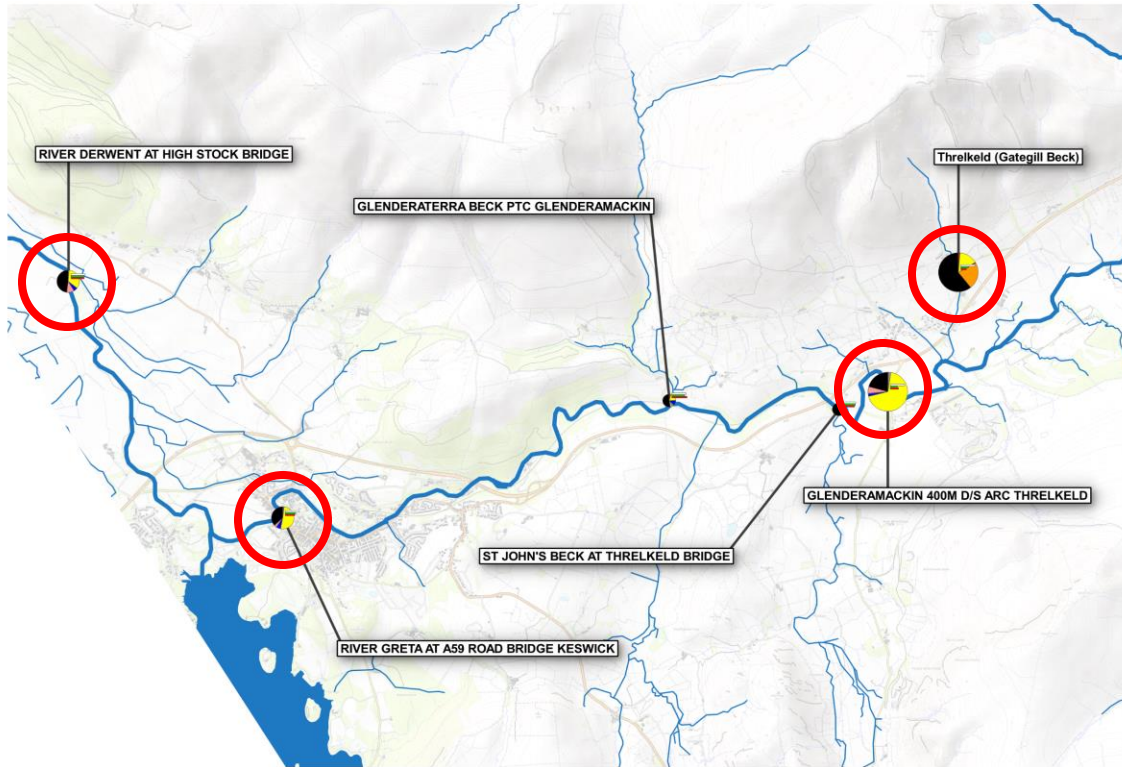 RIVER DERWENT AT HIGH STOCK BRIDGE
Threlkeld (Gategill Beck)
GLENDERATERRA BECK PTC GLENDERAMACKIN
GLENDERAMACKIN 400M D/S ARC THRELKELD
ST JOHN'S BECK AT THRELKELD BRIDGE
RIVER GRETA AT A59 ROAD BRIDGE KESWICK